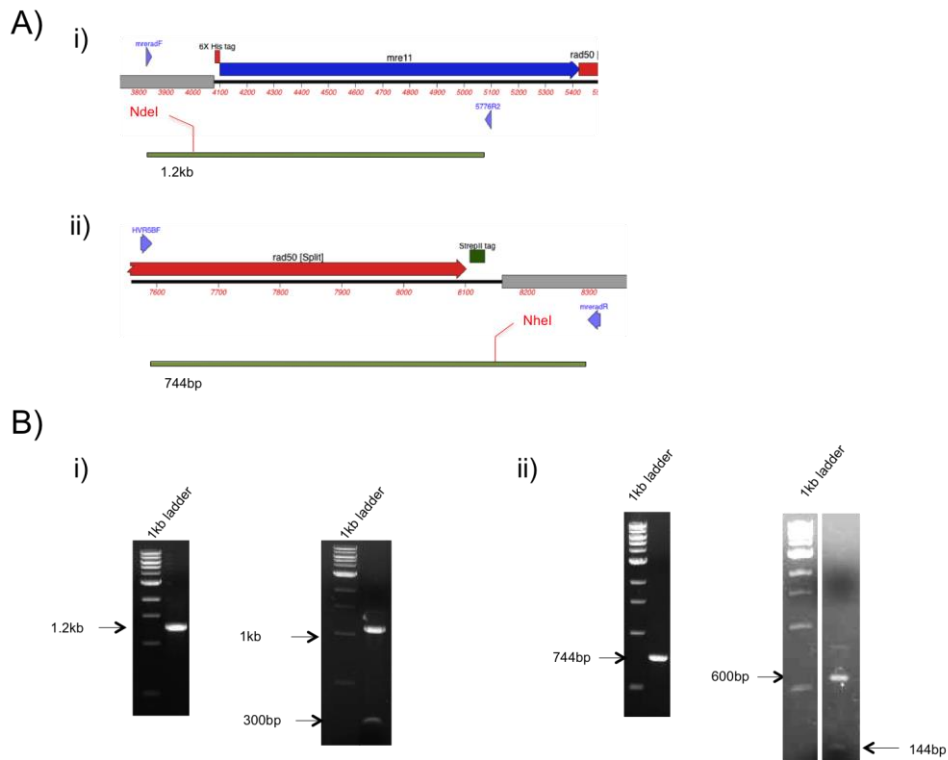 A)
i)
mreradF
6X His tag
mre11
rad50
3800 3900 4000 4100 4200 4300 4400 4500 4600 4700 4800 4900 5000 5100 5200 5300 5400
5776R2
NdeI
1.2kb
ii)
HVR5BF
StrepII tag
rad50 [Split]
7600 7700 7800 7900 8000 8100 8200 8300
mreradR
NheI
744bp
B)
i)
1kb ladder
1kb ladder
1.2kb
1kb
300bp
ii)
1kb ladder
1kb ladder
744bp
600bp
144bp